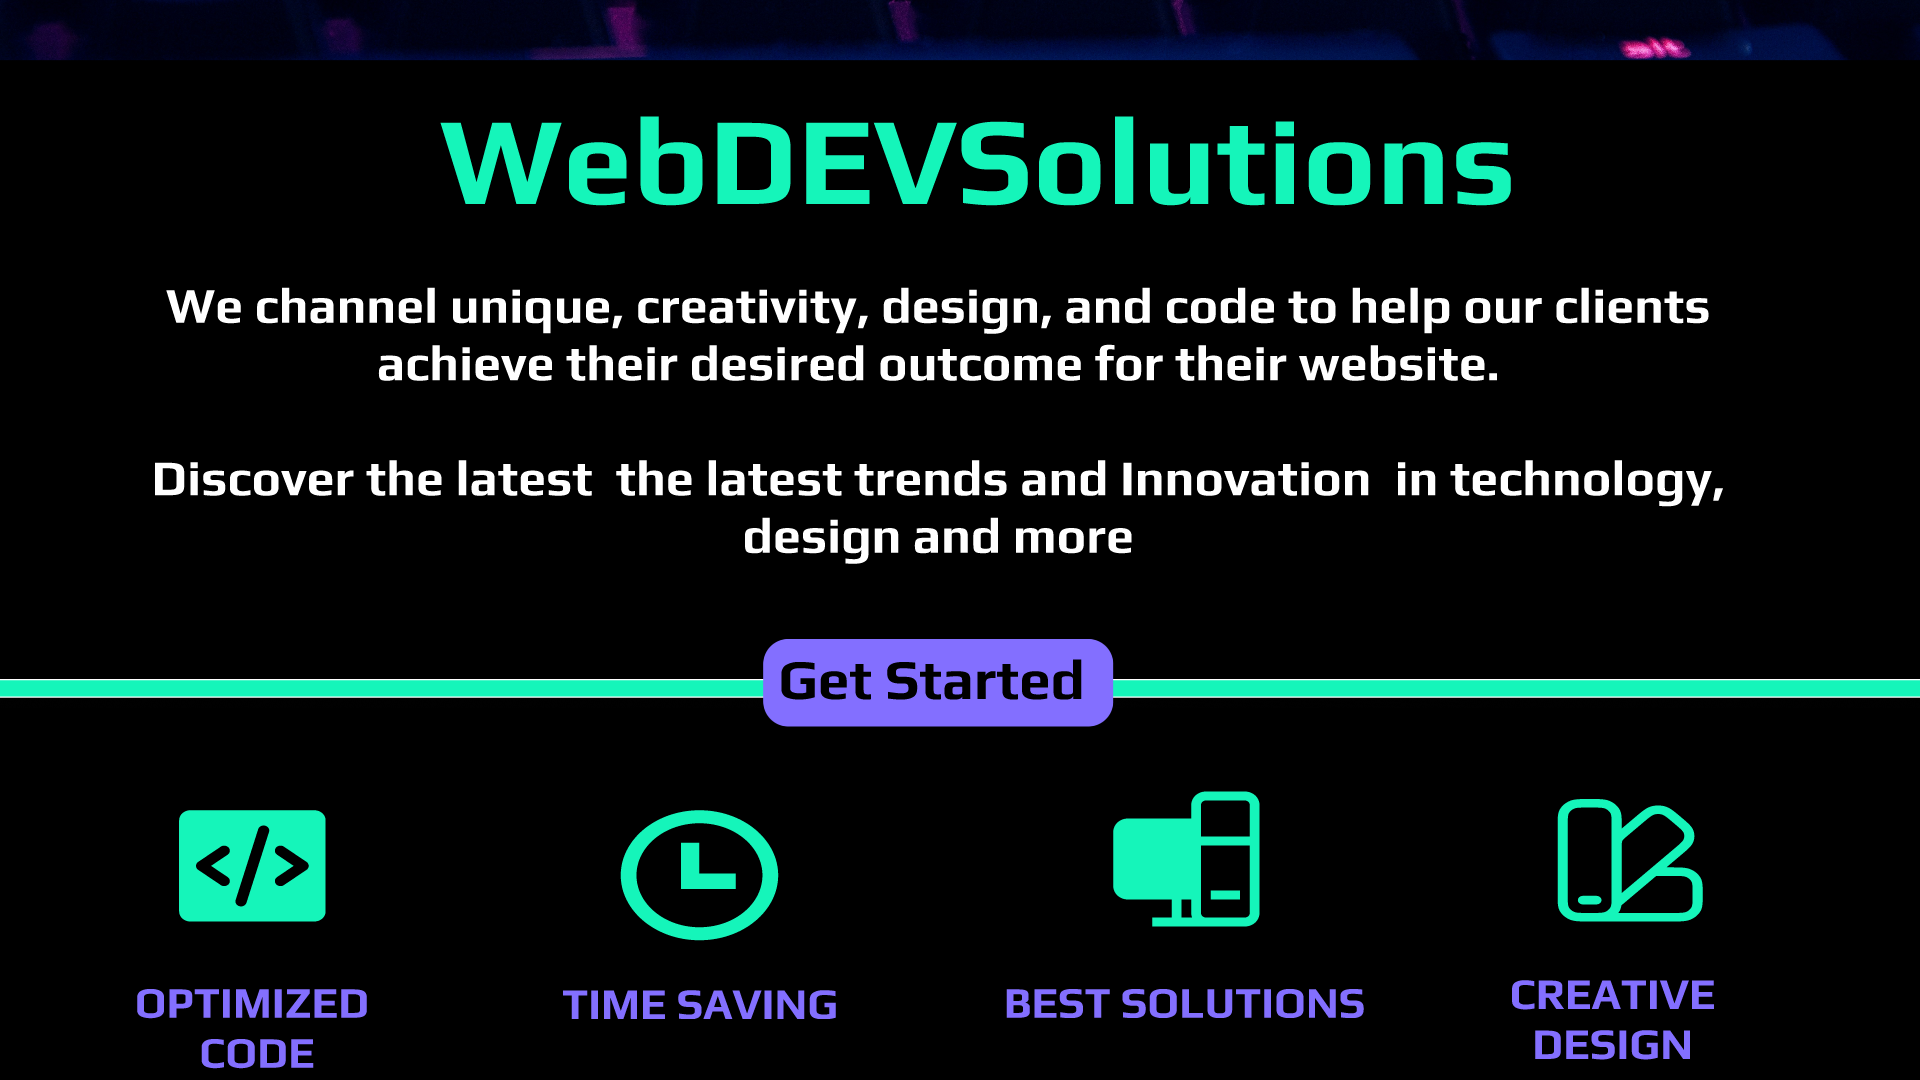 WebDEVSolutions
We channel unique, creativity, design, and code to help our clients
achieve their desired outcome for their website.
Discover the latest  the latest trends and Innovation  in technology,
design and more
Get Started
</>
OPTIMIZED
CODE
TIME SAVING
BEST SOLUTIONS
CREATIVE
DESIGN